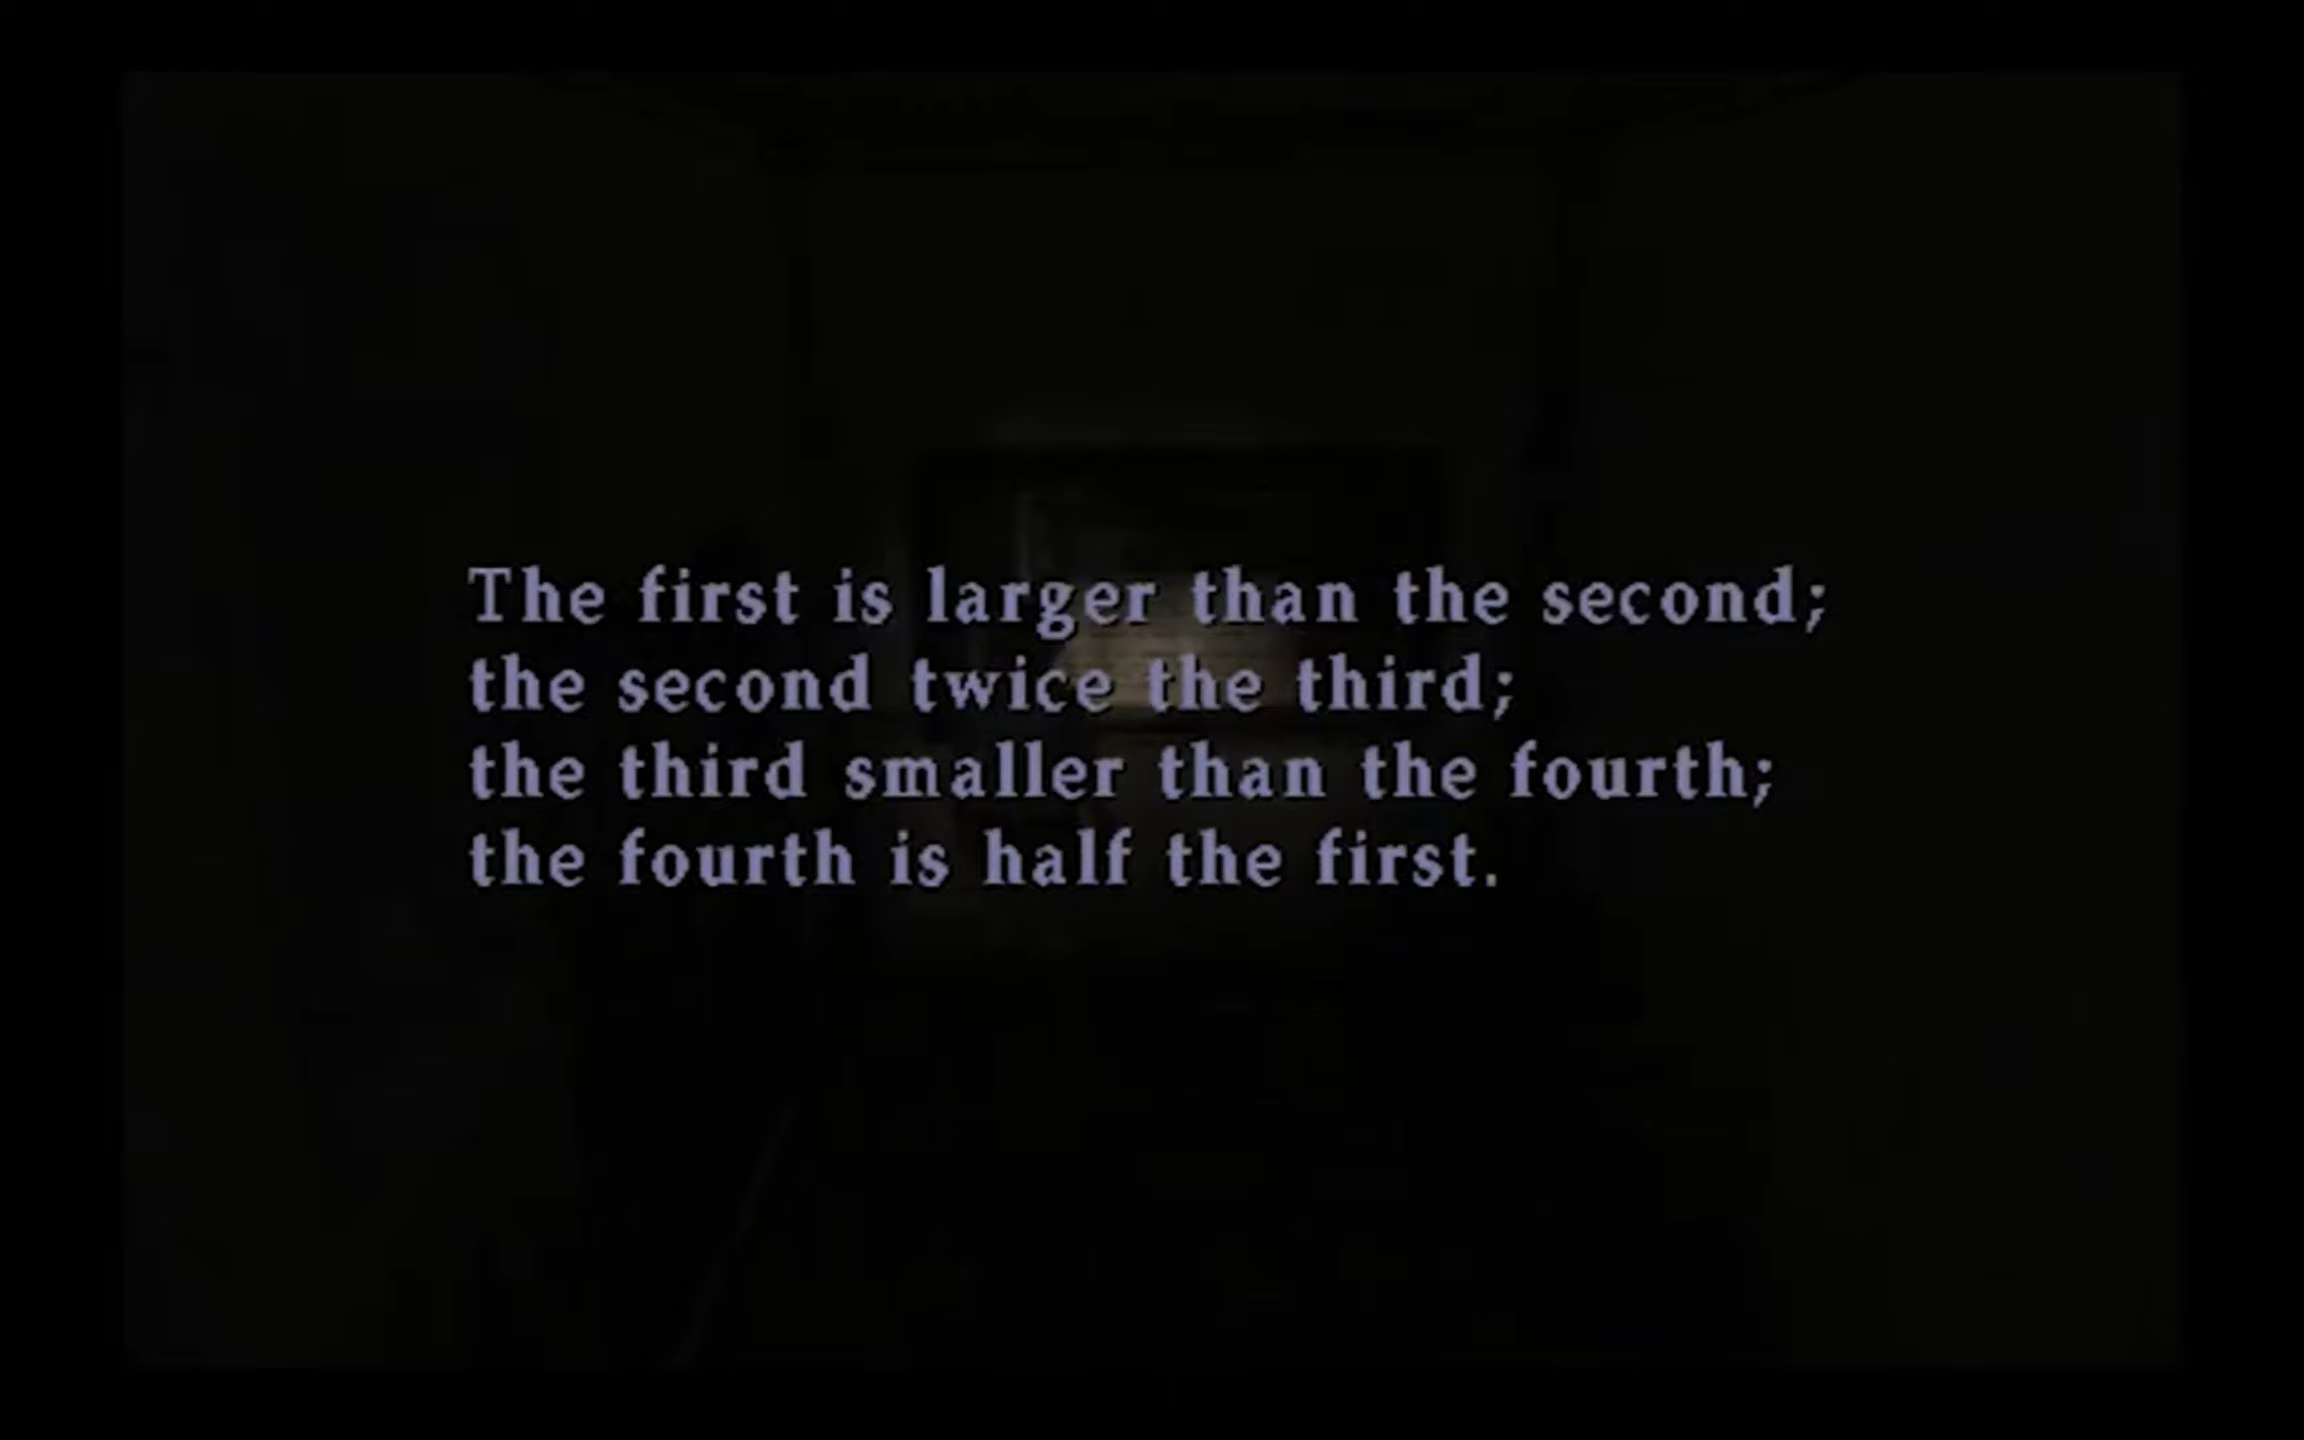 The first is larger than the second;
the second twice the third;
the third smaller than the fourth;
the fourth is half the first.